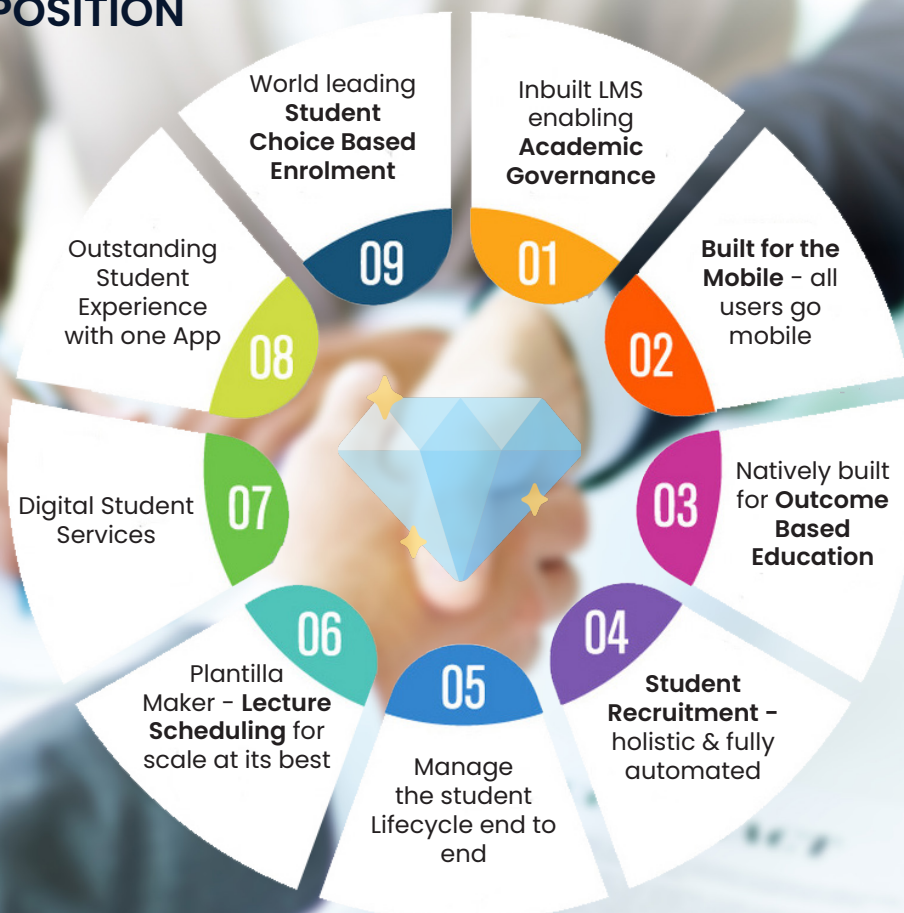 POSITION
01
Inbuilt LMS
enabling
Academic
Governance
02
Built for the
Mobile - all
users go
mobile
03
Natively built
for Outcome
Based
Education
04
Student
Recruitment -
holistic & fully
automated
05
Manage
the student
Lifecycle end to
end
06
Plantilla
Maker - Lecture
Scheduling for
scale at its best
07
Digital Student
Services
08
Outstanding
Student
Experience
with one App
09
World leading
Student
Choice Based
Enrolment
ACT